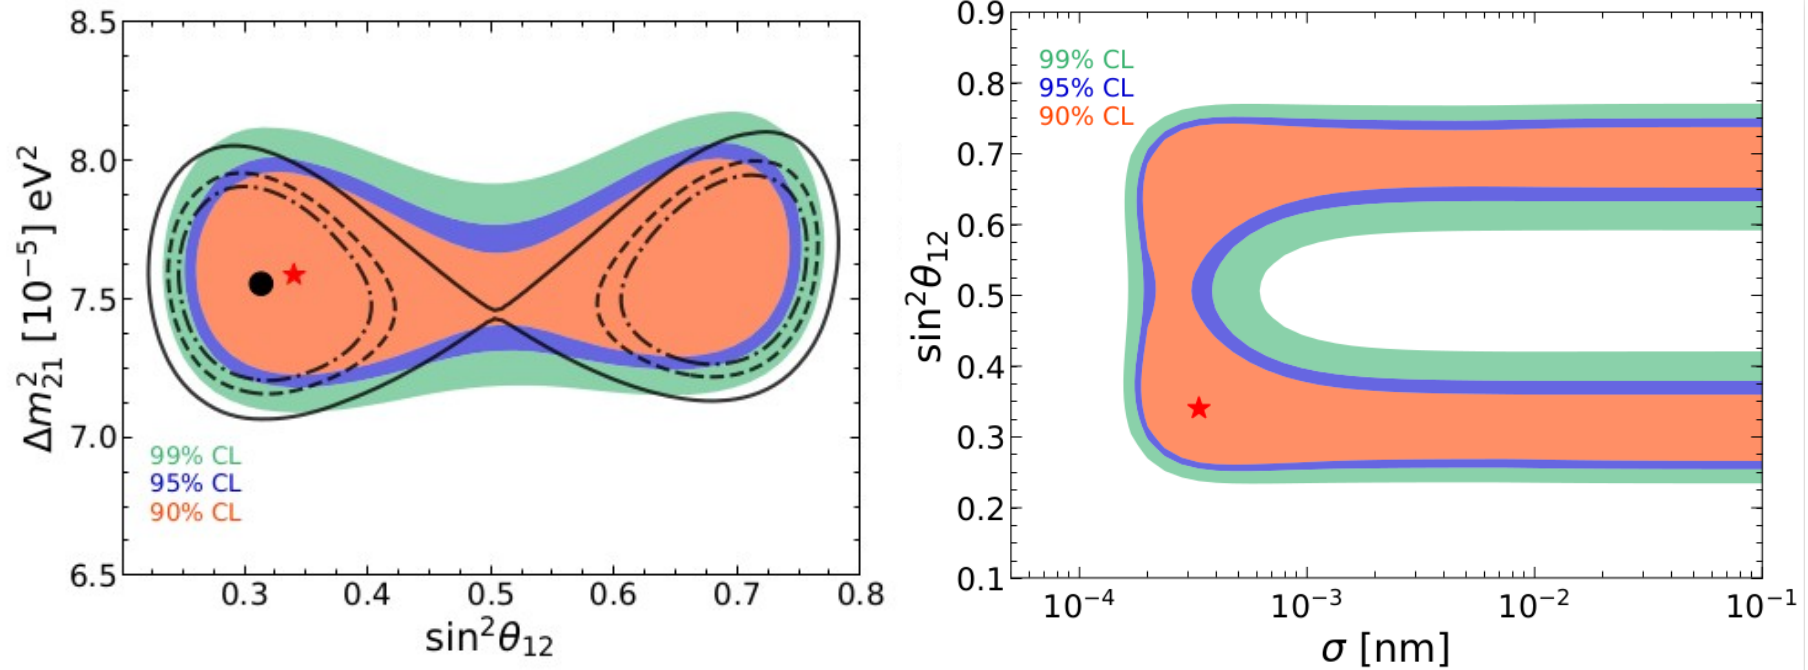 8.5
8.0
7.5
7.0
6.5
Δm²₂₁ [10⁻⁵] eV²
99% CL
95% CL
90% CL
0.3 0.4 0.5 0.6 0.7 0.8
sin²θ₁₂
0.9
0.8
0.7
0.6
0.5
0.4
0.3
0.2
0.1
sin²θ₁₂
99% CL
95% CL
90% CL
10⁻⁴ 10⁻³ 10⁻² 10⁻¹
σ [nm]